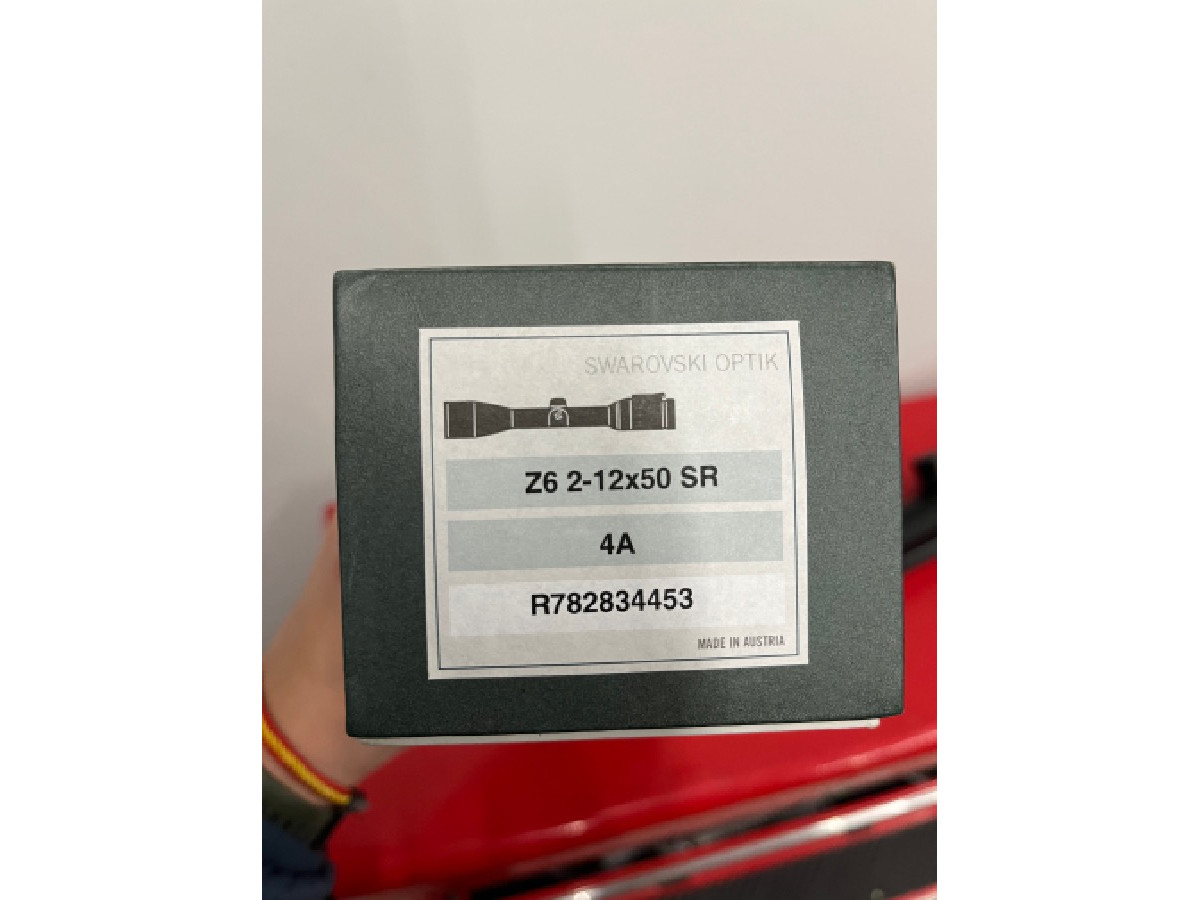 SWAROVSKI OPTIK
Z6 2-12x50 SR
4A
R782834453
MADE IN AUSTRIA